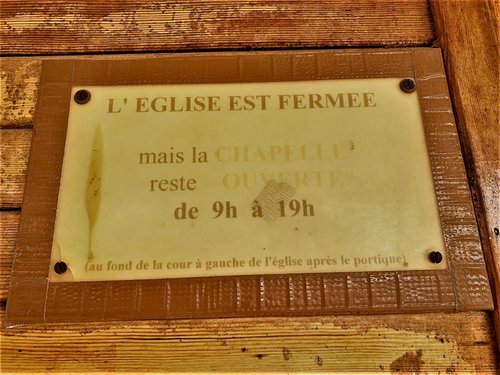 L' EGLISE EST FERMEE
mais la CHAPELLE
reste OUVERTE
de 9h à 19h
(au fond de la cour à gauche de l'église après le portique)